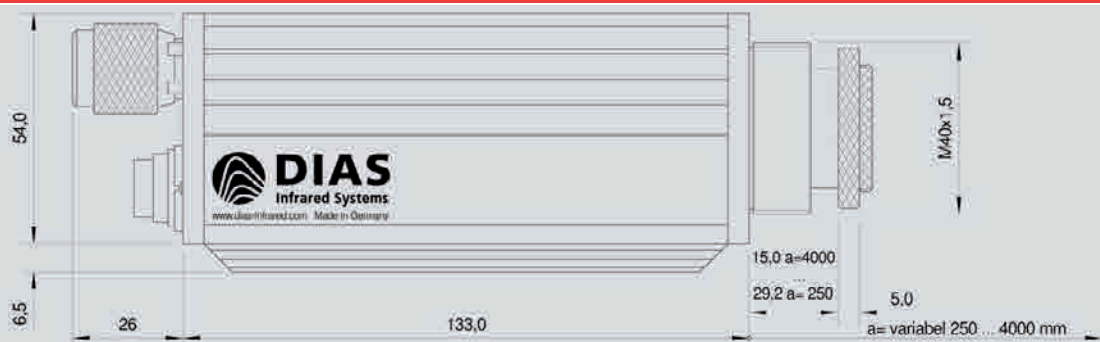 54,0
M40x1,5
DIAS
Infrared Systems
www.dias-infrared.com Made in Germany
15,0 a=4000
...
29,2 a= 250
6,5
26
133,0
5,0
a= variabel 250 ... 4000 mm